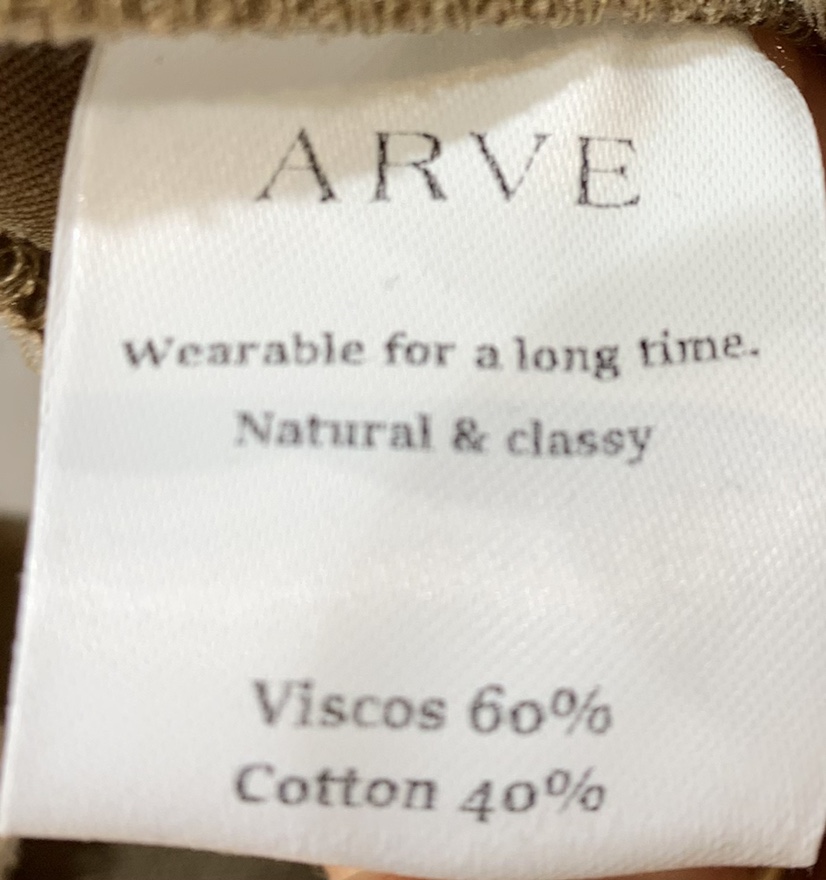 ARVE
Wearable for a long time.
Natural & classy
Viscos 60%
Cotton 40%